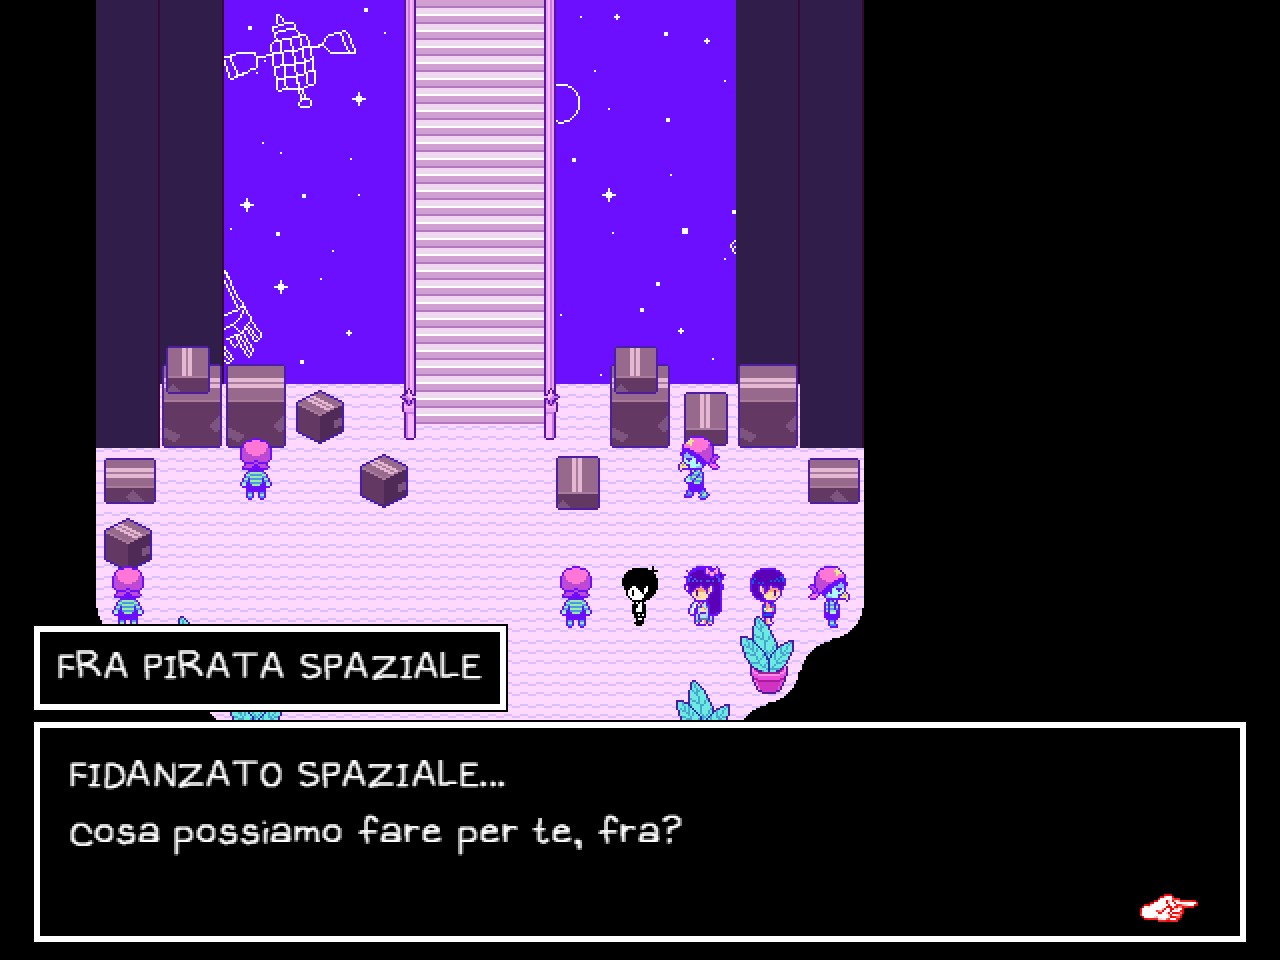 FRA PIRATA SPAZIALE
FIDANZATO SPAZIALE...
Cosa possiamo fare per te, fra?